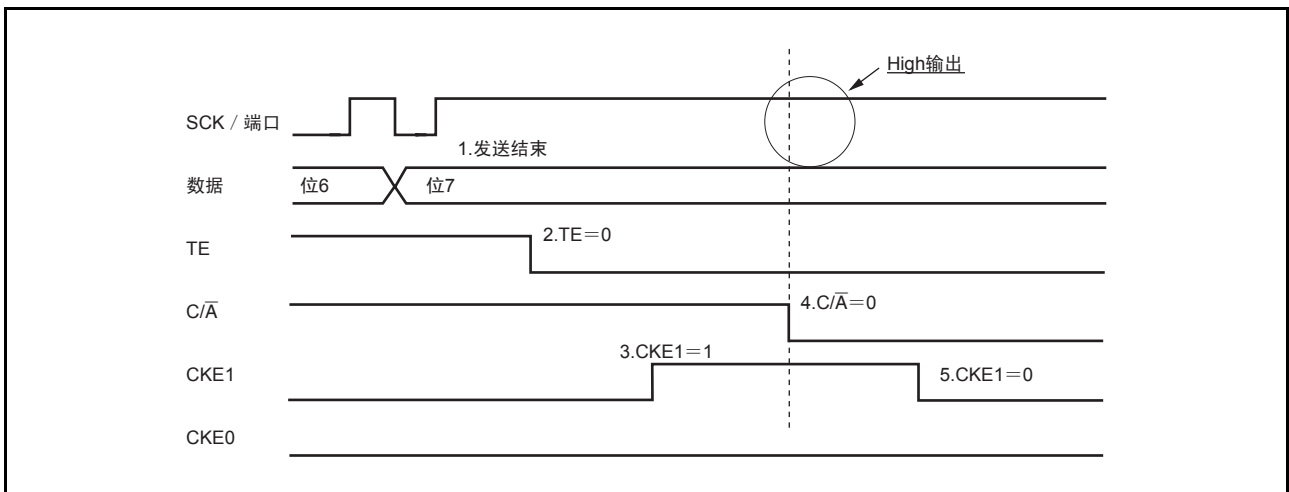 High输出
SCK / 端口
1.发送结束
数据
位6
位7
TE
2.TE=0
C/A̅
4.C/A̅=0
3.CKE1=1
CKE1
5.CKE1=0
CKE0